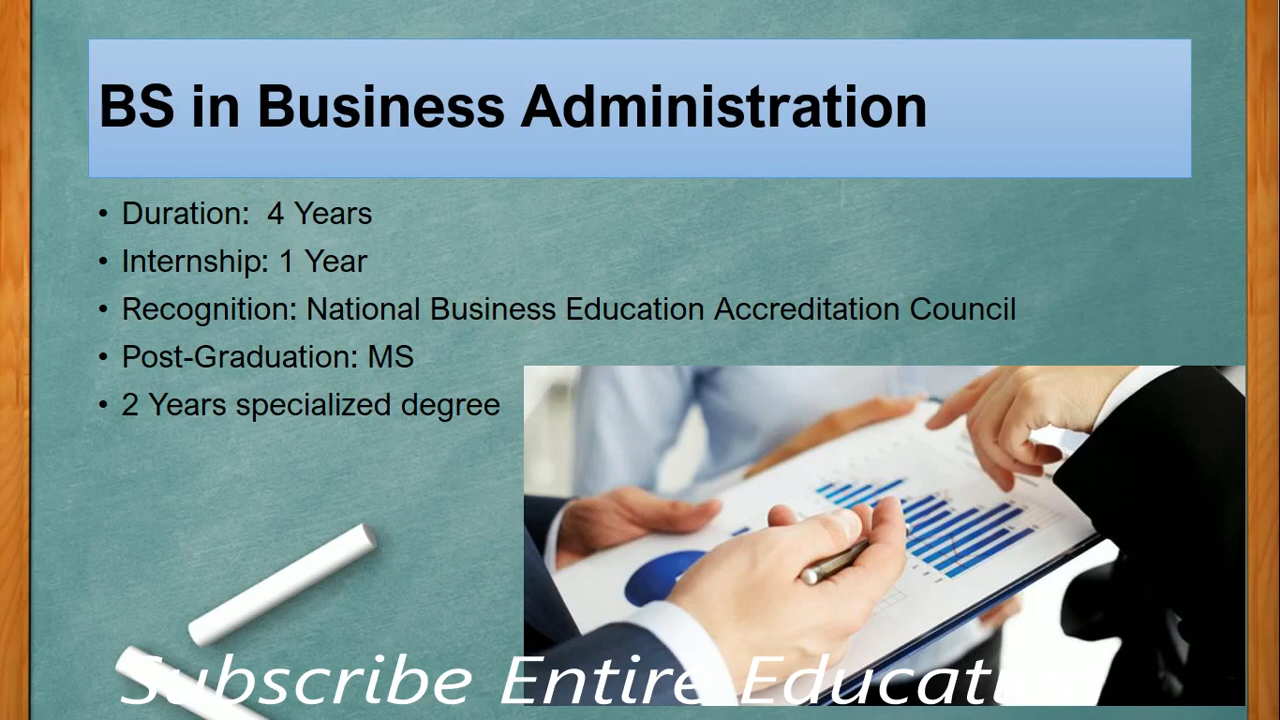 BS in Business Administration
• Duration:  4 Years
• Internship: 1 Year
• Recognition: National Business Education Accreditation Council
• Post-Graduation: MS
• 2 Years specialized degree
Subscribe Entire